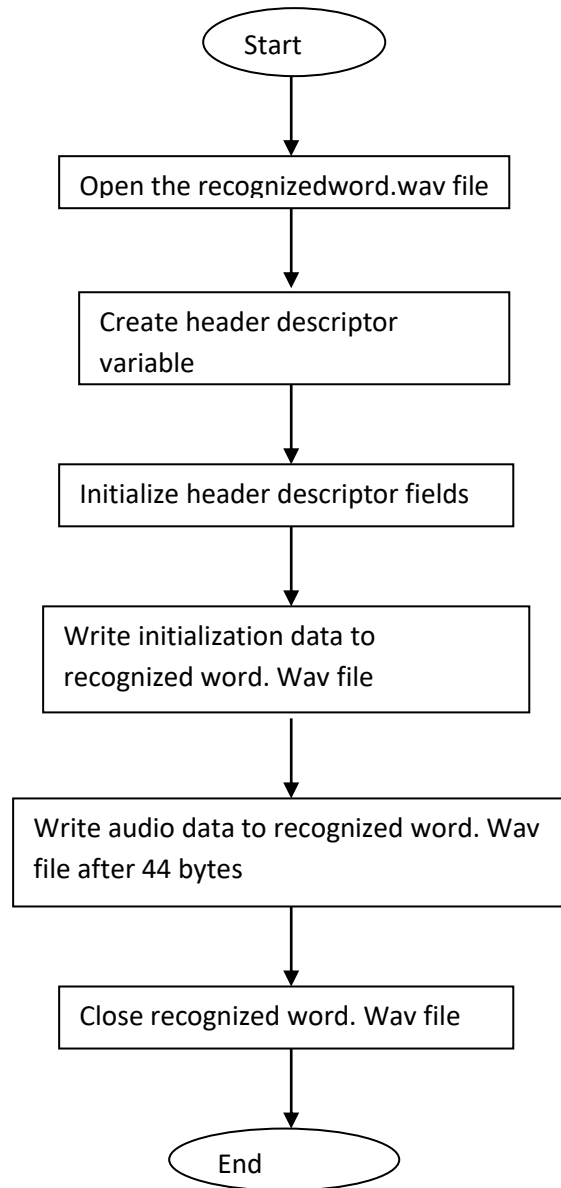 Start
Open the recognizedword.wav file
Create header descriptor
variable
Initialize header descriptor fields
Write initialization data to
recognized word. Wav file
Write audio data to recognized word. Wav
file after 44 bytes
Close recognized word. Wav file
End